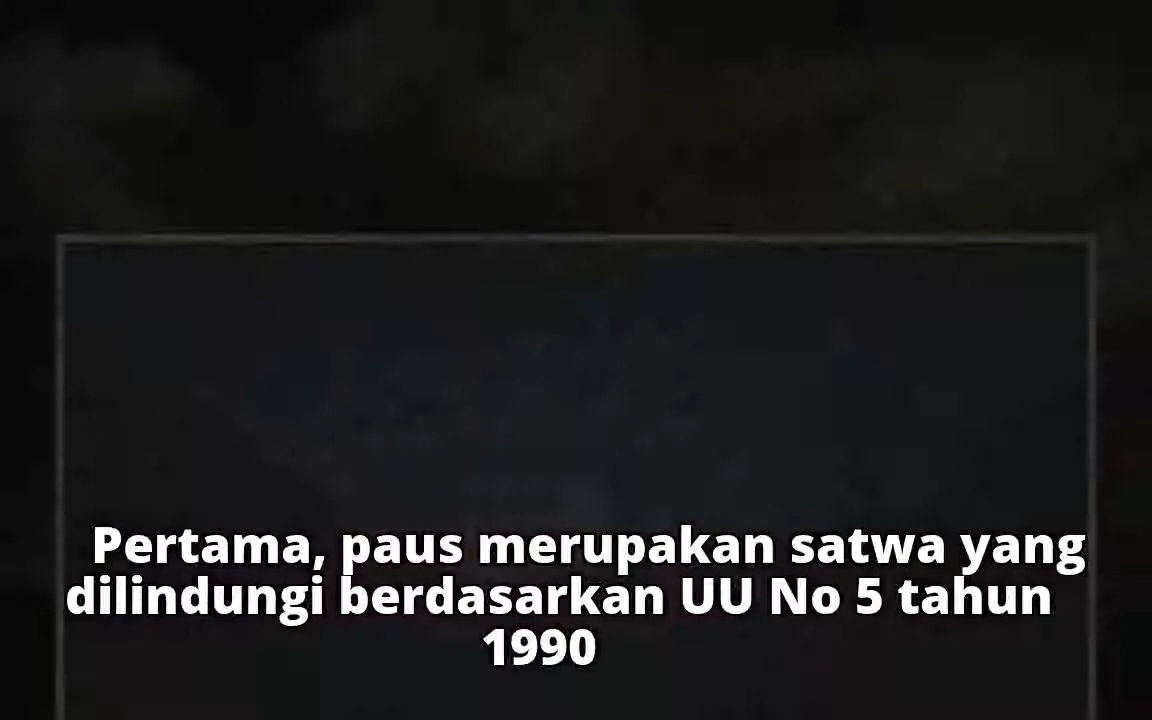 Pertama, paus merupakan satwa yang
dilindungi berdasarkan UU No 5 tahun
1990